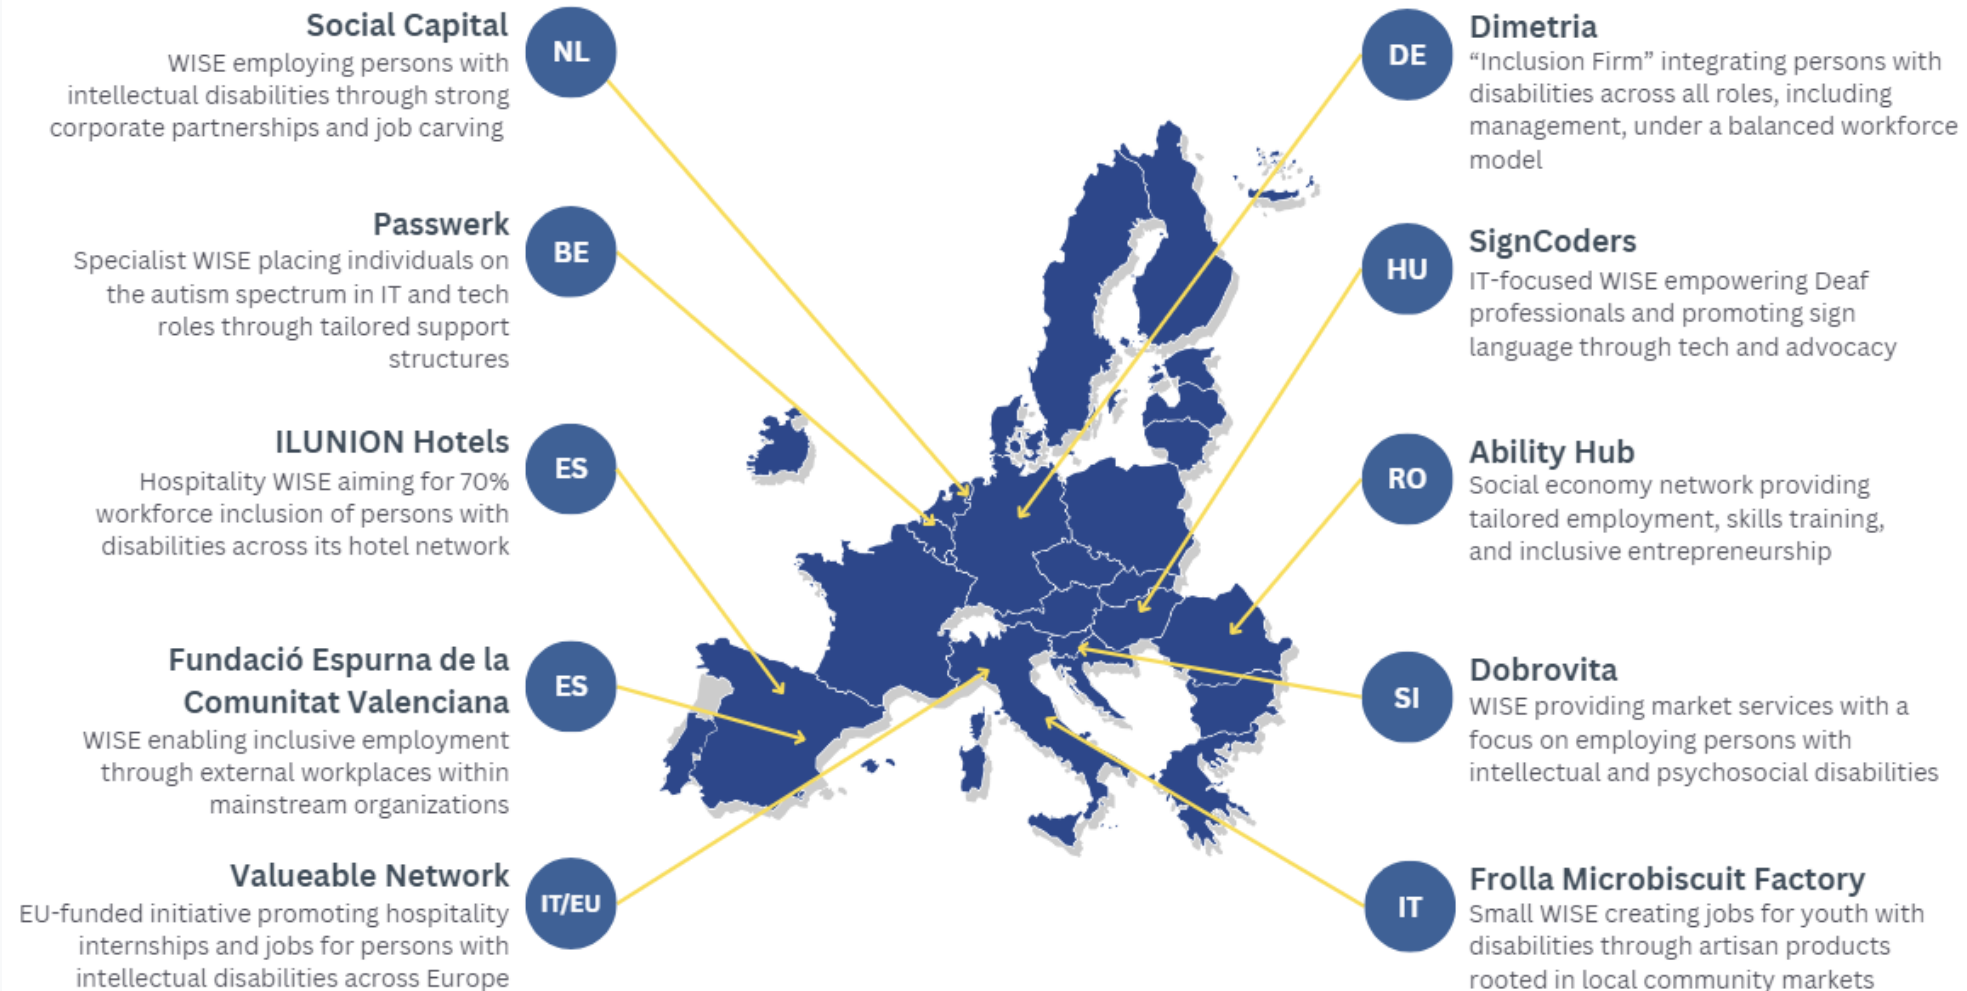 Social Capital
WISE employing persons with
intellectual disabilities through strong
corporate partnerships and job carving
NL
Passwerk
Specialist WISE placing individuals on
the autism spectrum in IT and tech
roles through tailored support
structures
BE
ILUNION Hotels
Hospitality WISE aiming for 70%
workforce inclusion of persons with
disabilities across its hotel network
ES
Fundació Espurna de la
Comunitat Valenciana
WISE enabling inclusive employment
through external workplaces within
mainstream organizations
ES
Valueable Network
EU-funded initiative promoting hospitality
internships and jobs for persons with
intellectual disabilities across Europe
IT/EU
DE
Dimetria
“Inclusion Firm” integrating persons with
disabilities across all roles, including
management, under a balanced workforce
model
HU
SignCoders
IT-focused WISE empowering Deaf
professionals and promoting sign
language through tech and advocacy
RO
Ability Hub
Social economy network providing
tailored employment, skills training,
and inclusive entrepreneurship
SI
Dobrovita
WISE providing market services with a
focus on employing persons with
intellectual and psychosocial disabilities
IT
Frolla Microbiscuit Factory
Small WISE creating jobs for youth with
disabilities through artisan products
rooted in local community markets